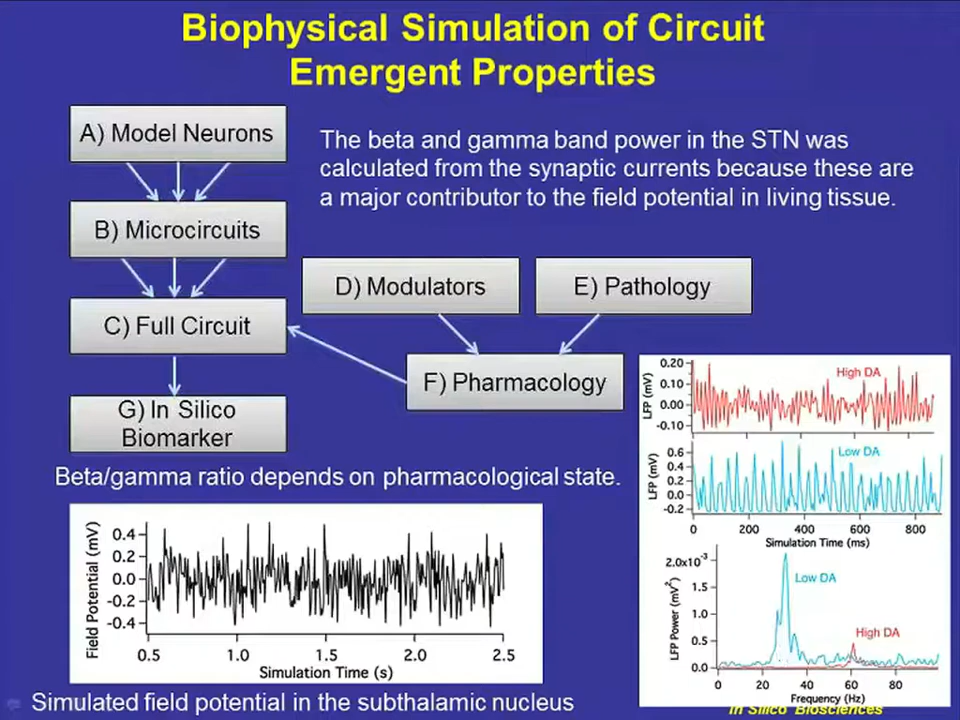 Biophysical Simulation of Circuit
Emergent Properties
A) Model Neurons
The beta and gamma band power in the STN was
calculated from the synaptic currents because these are
a major contributor to the field potential in living tissue.
B) Microcircuits
D) Modulators
E) Pathology
C) Full Circuit
F) Pharmacology
G) In Silico
Biomarker
Beta/gamma ratio depends on pharmacological state.
Field Potential (mV)
0.4
0.2
0.0
-0.2
-0.4
0.5 1.0 1.5 2.0 2.5
Simulation Time (s)
Simulated field potential in the subthalamic nucleus
LFP (mV)
0.20
0.10
0.00
-0.10
High DA
LFP (mV)
0.6
0.4
0.2
0.0
-0.2
Low DA
0 200 400 600 800
Simulation Time (ms)
LFP Power (mV²)
2.0x10⁻³
1.5
1.0
0.5
0.0
Low DA
High DA
0 20 40 60 80
Frequency (Hz)
In Silico Biosciences